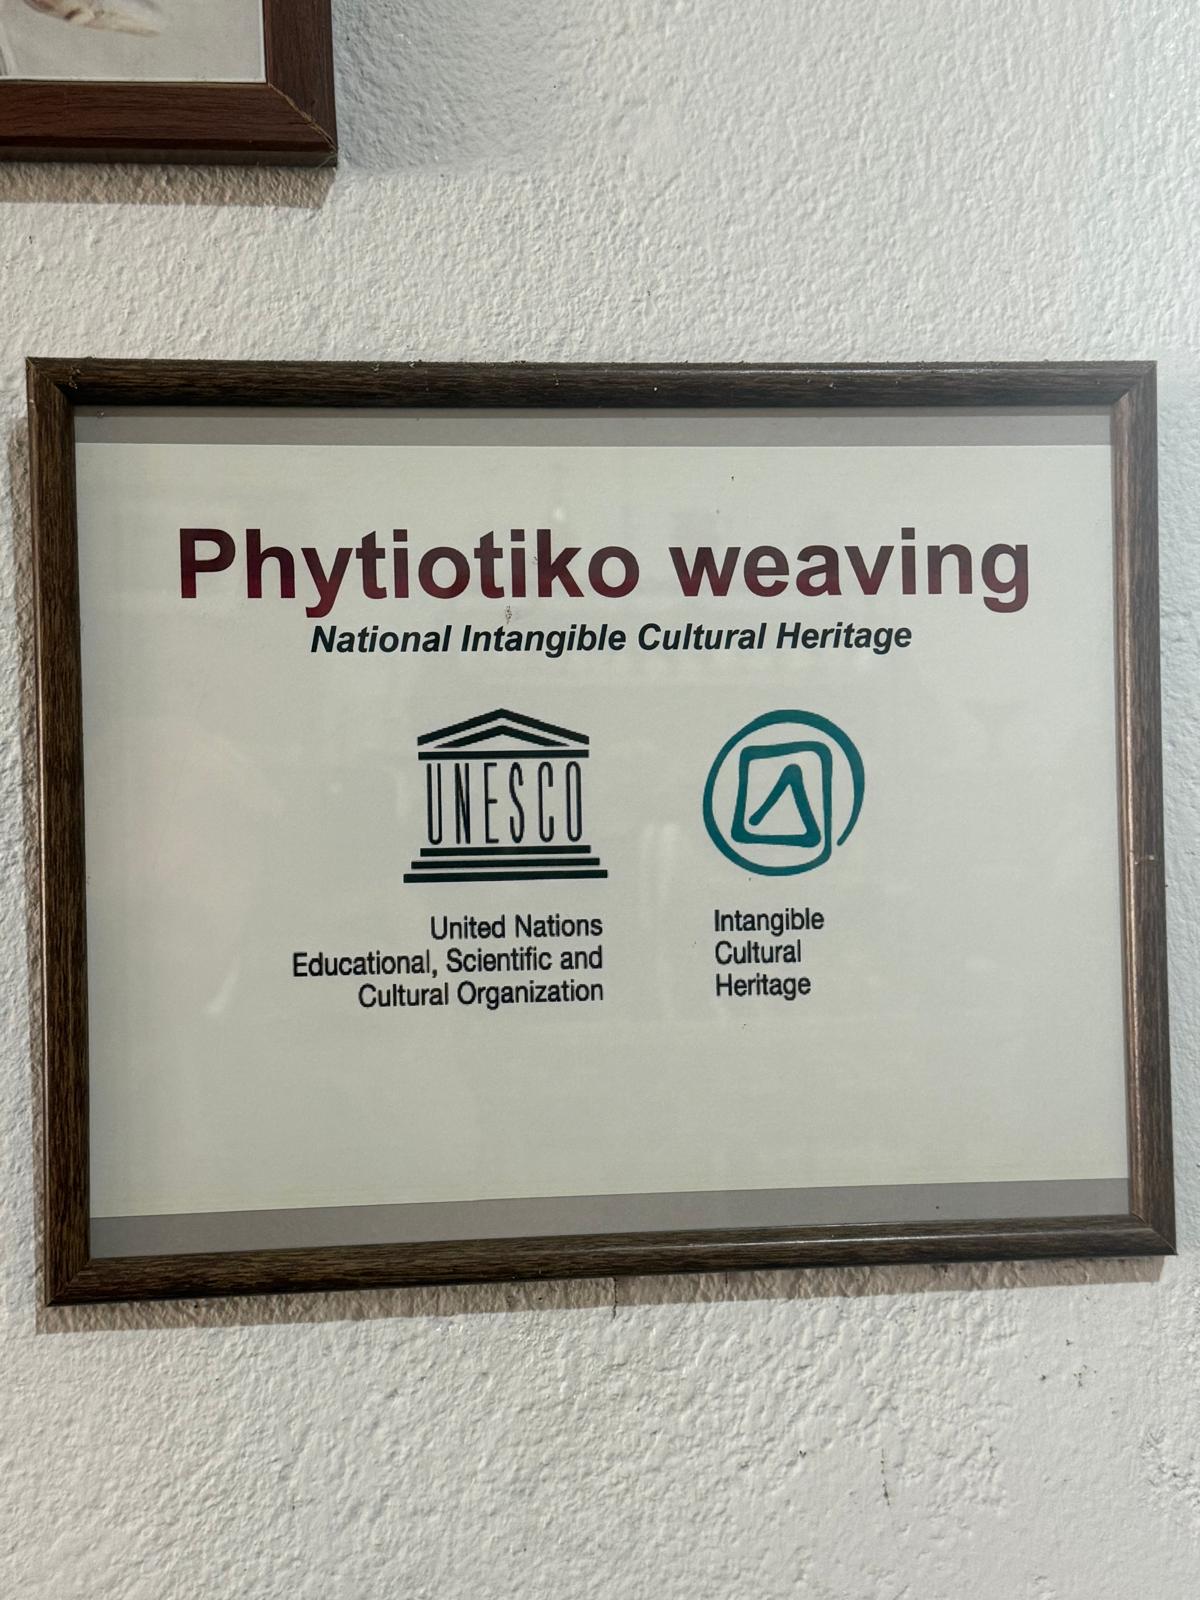 Phytiotiko weaving
National Intangible Cultural Heritage
UNESCO
United Nations
Educational, Scientific and
Cultural Organization
Intangible
Cultural
Heritage